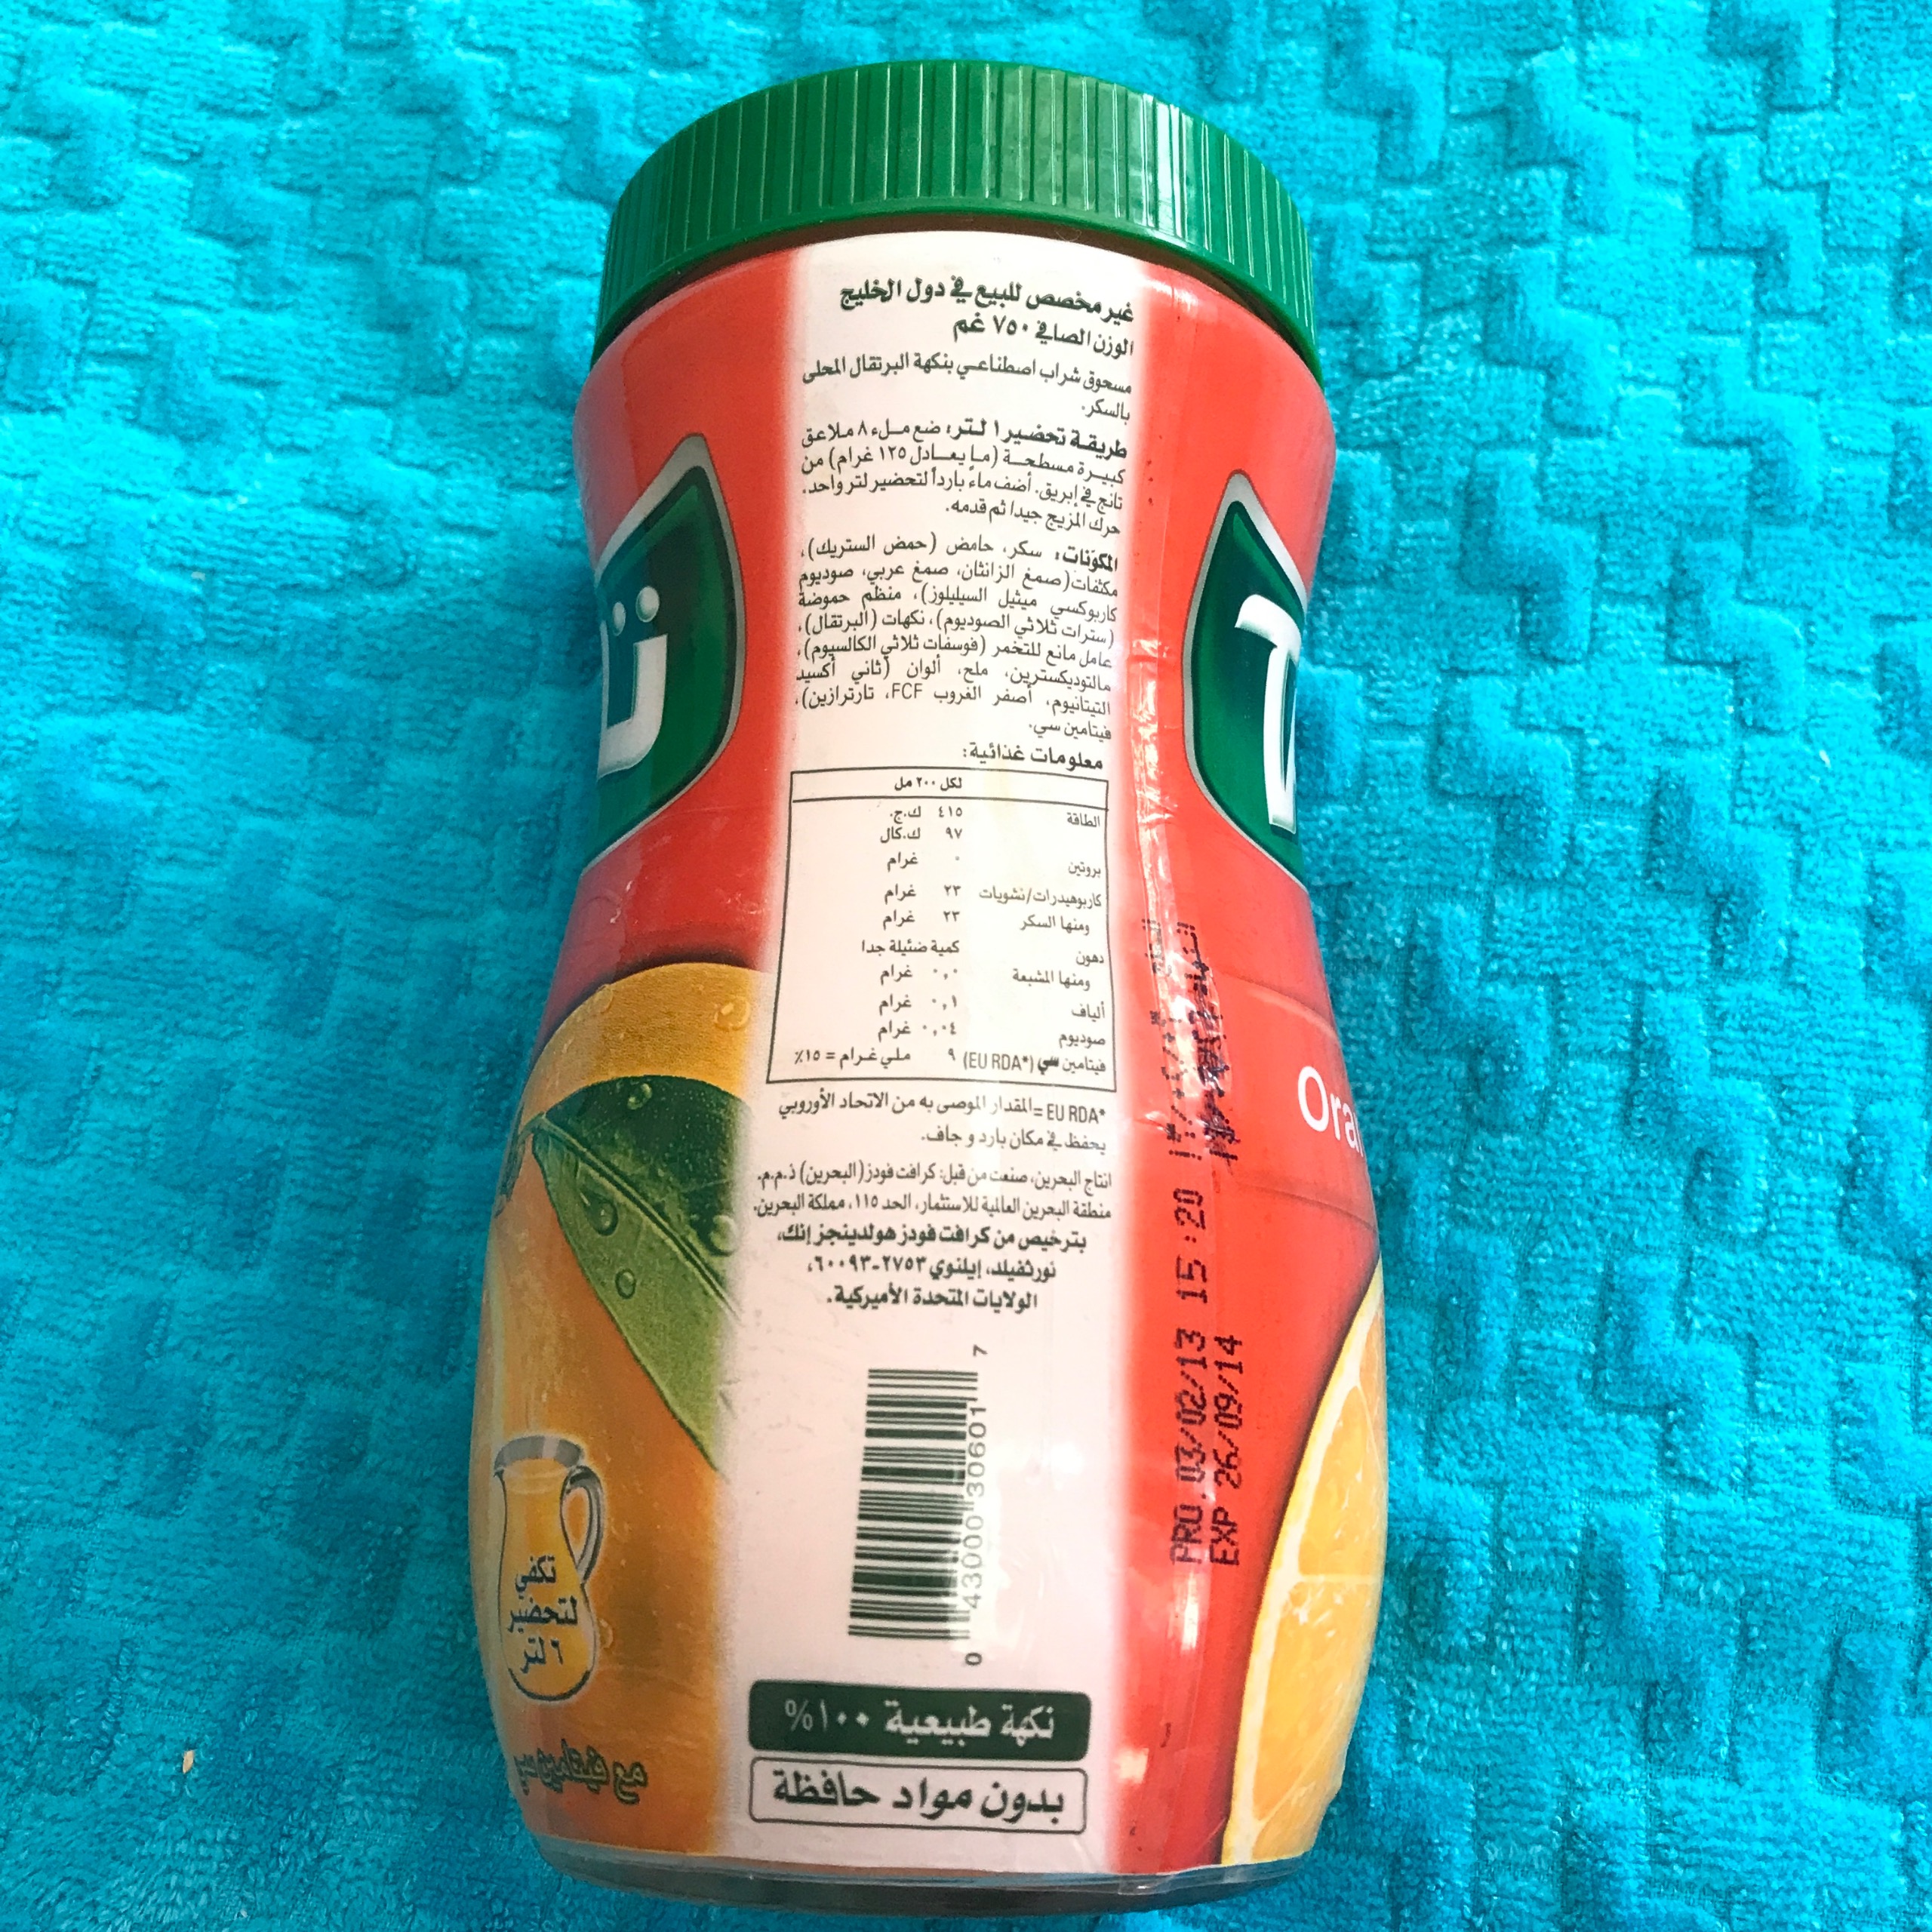 غير مخصص للبيع في دول الخليج
الوزن الصافي ٧٥٠ غم
مسحوق شراب اصطناعي بنكهة البرتقال المحلى
بالسكر.
طريقة تحضير ١ لتر: ضع ملء ٨ ملاعق
كبيرة مسطحة (ما يعادل ١٢٥ غرام) من
تانج في إبريق. أضف ماء بارداً لتحضير لتر واحد.
حرك المزيج جيدا ثم قدمه.
المكونات: سكر، حامض (حمض الستريك)،
مكثفات (صمغ الزانثان، صمغ عربي، صوديوم
كاربوكسي ميثيل السيليلوز)، منظم حموضة
(سترات ثلاثي الصوديوم)، نكهات (البرتقال)،
عامل مانع للتخمر (فوسفات ثلاثي الكالسيوم)،
مالتوديكسترين، ملح، ألوان (ثاني أكسيد
التيتانيوم، أصفر الغروب FCF، تارترازين)،
فيتامين سي.
معلومات غذائية:
لكل ٢٠٠ مل
الطاقة ٤١٥ ك.ج.
٩٧ ك.كال
بروتين ٠ غرام
كاربوهيدرات/نشويات ٢٣ غرام
ومنها السكر ٢٣ غرام
دهون كمية ضئيلة جدا
ومنها المشبعة ٠,٠ غرام
ألياف ٠,١ غرام
صوديوم ٠,٠٤ غرام
فيتامين سي (EU RDA*) ٩ ملي غرام = ١٥٪
*EU RDA = المقدار الموصى به من الاتحاد الأوروبي
يحفظ في مكان بارد و جاف.
انتاج البحرين، صنعت من قبل: كرافت فودز (البحرين) ذ.م.م.
منطقة البحرين العالمية للاستثمار، الحد ١١٥، مملكة البحرين.
بترخيص من كرافت فودز هولدينجز إنك،
نورثفيلد، إيلنوي ٢٧٥٣-٦٠٠٩٣،
الولايات المتحدة الأميركية.
0 43000 30601 7
نكهة طبيعية ١٠٠%
بدون مواد حافظة
تكفي
لتحضير
٦ لتر
مع فيتامين سي
PRO. 03/02/13 15:20
EXP 26/09/14